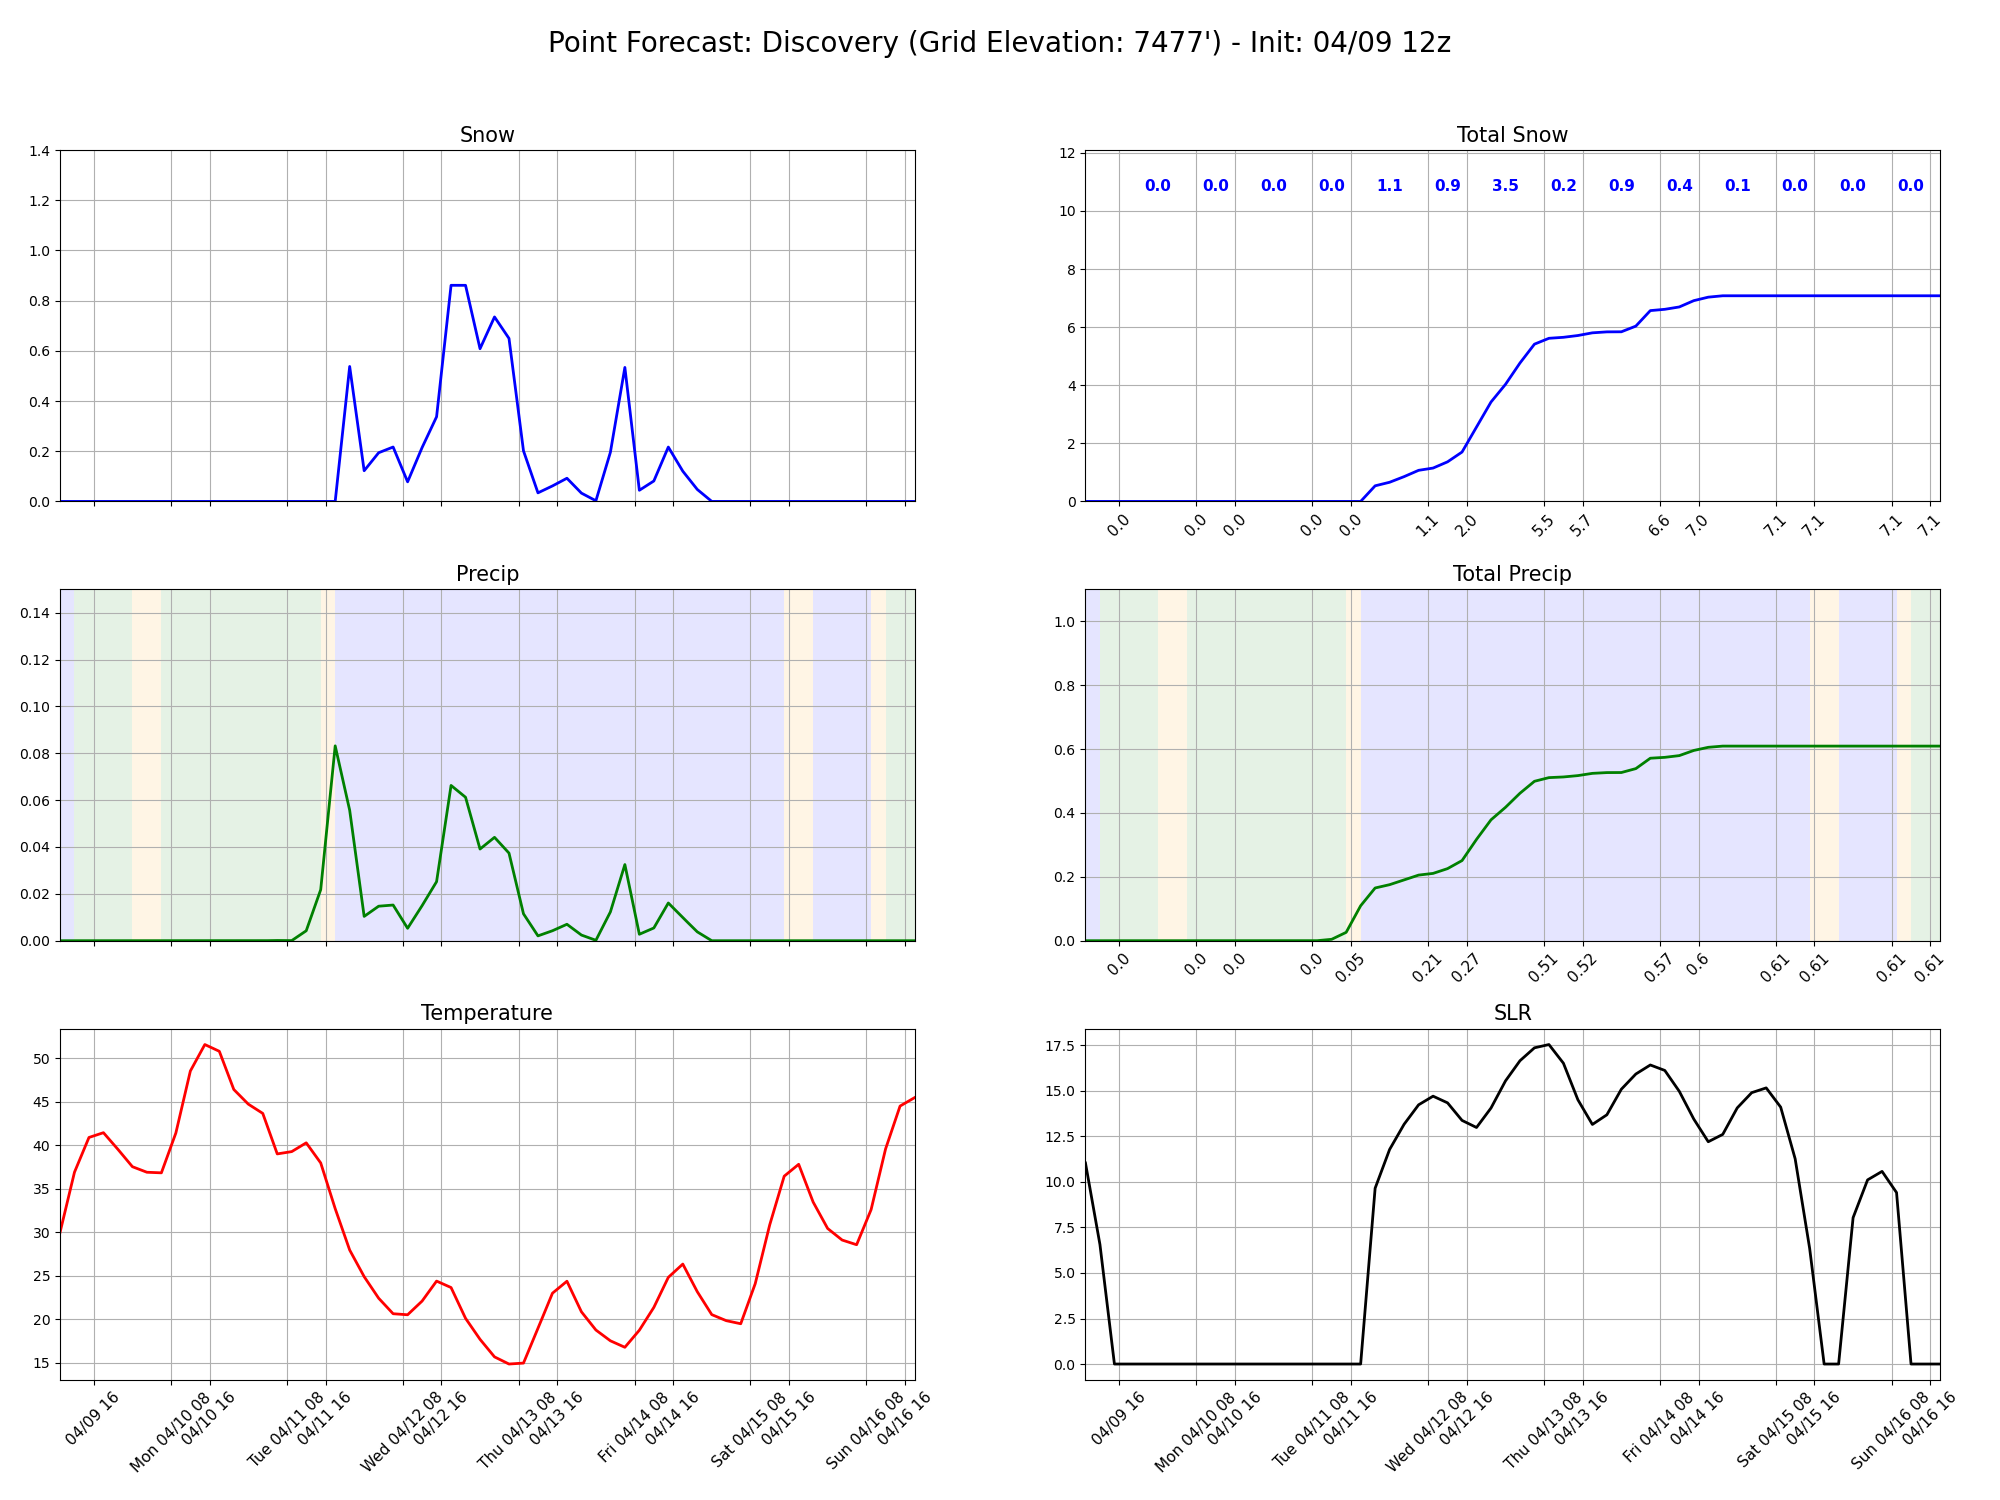 Point Forecast: Discovery (Grid Elevation: 7477') - Init: 04/09 12z
Snow
1.4
1.2
1.0
0.8
0.6
0.4
0.2
0.0
Total Snow
12
10
8
6
4
2
0
0.0 0.0 0.0 0.0 1.1 0.9 3.5 0.2 0.9 0.4 0.1 0.0 0.0 0.0
0.0 0.0 0.0 0.0 0.0 1.1 2.0 5.5 5.7 6.6 7.0 7.1 7.1 7.1 7.1
Precip
0.14
0.12
0.10
0.08
0.06
0.04
0.02
0.00
Total Precip
1.0
0.8
0.6
0.4
0.2
0.0
0.0 0.0 0.0 0.0 0.05 0.21 0.27 0.51 0.52 0.57 0.6 0.61 0.61 0.61 0.61
Temperature
50
45
40
35
30
25
20
15
04/09 16
Mon 04/10 08
04/10 16
Tue 04/11 08
04/11 16
Wed 04/12 08
04/12 16
Thu 04/13 08
04/13 16
Fri 04/14 08
04/14 16
Sat 04/15 08
04/15 16
Sun 04/16 08
04/16 16
SLR
17.5
15.0
12.5
10.0
7.5
5.0
2.5
0.0
04/09 16
Mon 04/10 08
04/10 16
Tue 04/11 08
04/11 16
Wed 04/12 08
04/12 16
Thu 04/13 08
04/13 16
Fri 04/14 08
04/14 16
Sat 04/15 08
04/15 16
Sun 04/16 08
04/16 16